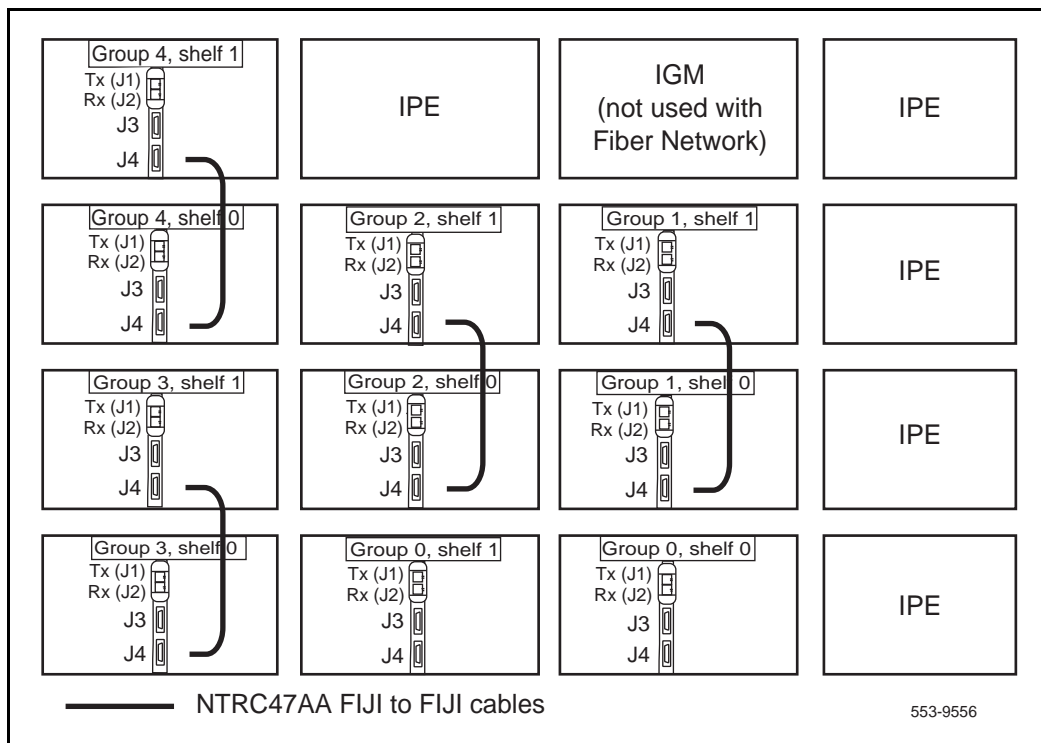 Group 4, shelf 1
Tx (J1)
Rx (J2)
J3
J4
IPE
IGM
(not used with
Fiber Network)
IPE
Group 4, shelf 0
Tx (J1)
Rx (J2)
J3
J4
Group 2, shelf 1
Tx (J1)
Rx (J2)
J3
J4
Group 1, shelf 1
Tx (J1)
Rx (J2)
J3
J4
IPE
Group 3, shelf 1
Tx (J1)
Rx (J2)
J3
J4
Group 2, shelf 0
Tx (J1)
Rx (J2)
J3
J4
Group 1, shelf 0
Tx (J1)
Rx (J2)
J3
J4
IPE
Group 3, shelf 0
Tx (J1)
Rx (J2)
J3
J4
Group 0, shelf 1
Tx (J1)
Rx (J2)
J3
J4
Group 0, shelf 0
Tx (J1)
Rx (J2)
J3
J4
IPE
NTRC47AA FIJI to FIJI cables
553-9556